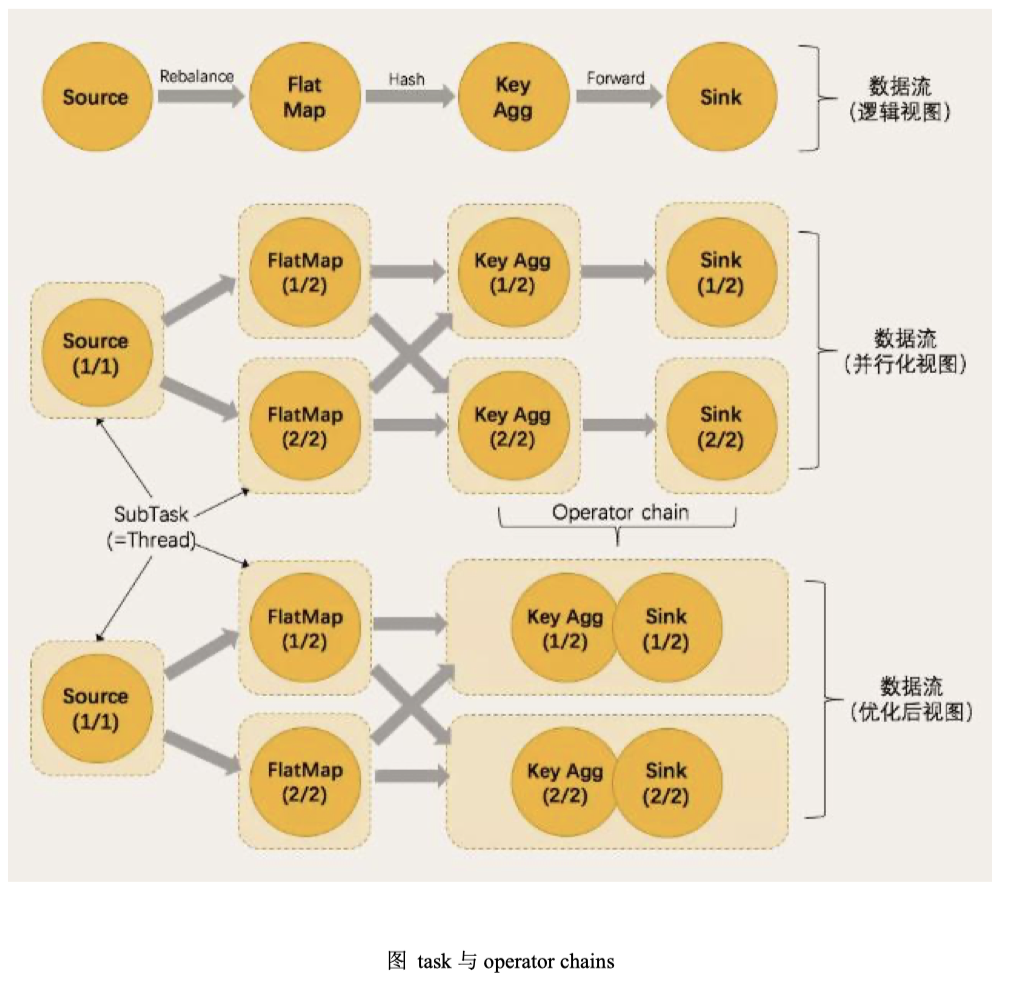 Source
Rebalance
Flat
Map
Hash
Key
Agg
Forward
Sink
数据流
(逻辑视图)
Source
(1/1)
FlatMap
(1/2)
Key Agg
(1/2)
Sink
(1/2)
FlatMap
(2/2)
Key Agg
(2/2)
Sink
(2/2)
数据流
(并行化视图)
SubTask
(=Thread)
Operator chain
Source
(1/1)
FlatMap
(1/2)
Key Agg
(1/2)
Sink
(1/2)
FlatMap
(2/2)
Key Agg
(2/2)
Sink
(2/2)
数据流
(优化后视图)
图 task 与 operator chains